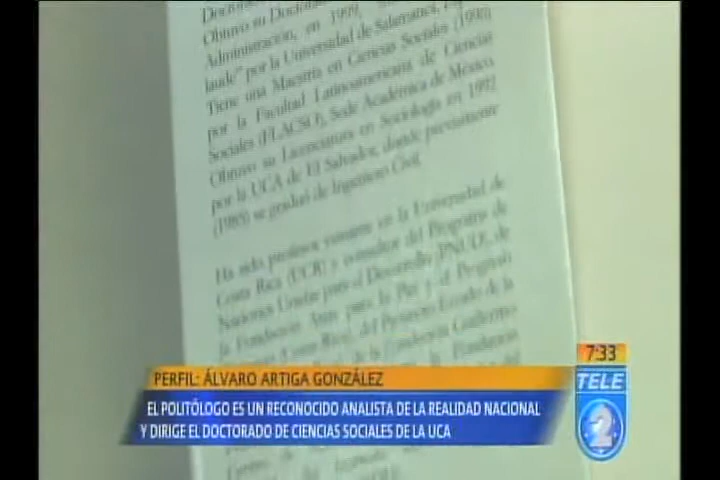 Doctorado
Obtuvo su Doctorado
Administración, en 1999,
laude" por la Universidad de Salamanca,
Tiene una Maestría en Ciencias Sociales (1996)
por la Facultad Latinoamericana de Ciencias
Sociales (FLACSO), Sede Académica de México.
Obtuvo su Licenciatura en Sociología en 1992
por la UCA de El Salvador, donde previamente
(1985) se graduó de Ingeniero Civil.
Ha sido profesor visitante en la Universidad de
Costa Rica (UCR) y consultor del Programa de
Naciones Unidas para el Desarrollo (PNUD), de
la Fundación Arias para la Paz y el Progreso
del Proyecto Estado de la
de la Fundación Guillermo
Fundación
PERFIL: ÁLVARO ARTIGA GONZÁLEZ
EL POLITÓLOGO ES UN RECONOCIDO ANALISTA DE LA REALIDAD NACIONAL
Y DIRIGE EL DOCTORADO DE CIENCIAS SOCIALES DE LA UCA
7:33
TELE
2